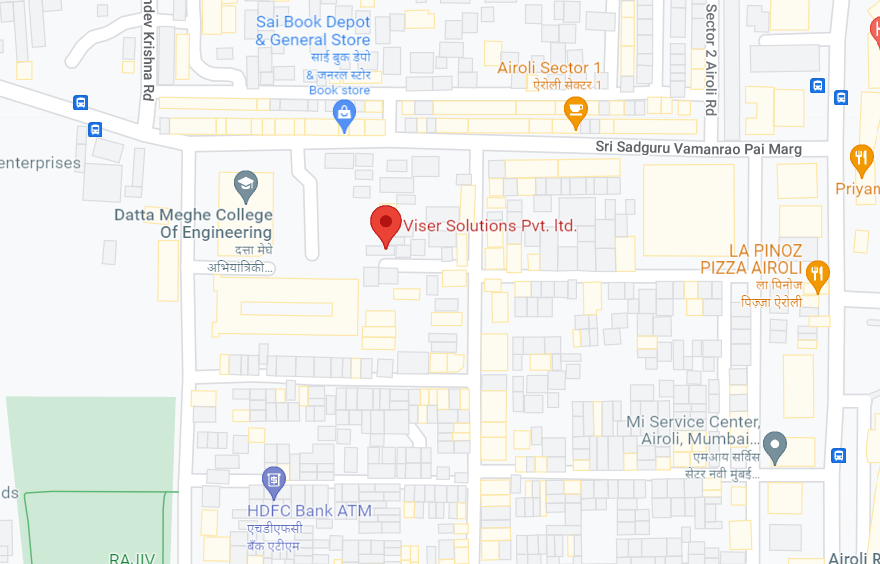 ndev Krishna Rd
Sai Book Depot
& General Store
साई बुक डेपो
& जनरल स्टोर
Book store
Sector 2 Airoli Rd
Airoli Sector 1
ऐरोली सेक्टर 1
Sri Sadguru Vamanrao Pai Marg
enterprises
Priyan
Datta Meghe College
Of Engineering
दत्ता मेघे
अभियांत्रिकी...
Viser Solutions Pvt. ltd.
LA PINOZ
PIZZA AIROLI
ला पिनोज
पिज़्ज़ा ऐरोली
Mi Service Center,
Airoli, Mumbai...
एमआय सर्विस
सेंटर नवी मुंबई...
ds
HDFC Bank ATM
एचडीएफसी
बँक एटीएम
RAJIV
Airoli R